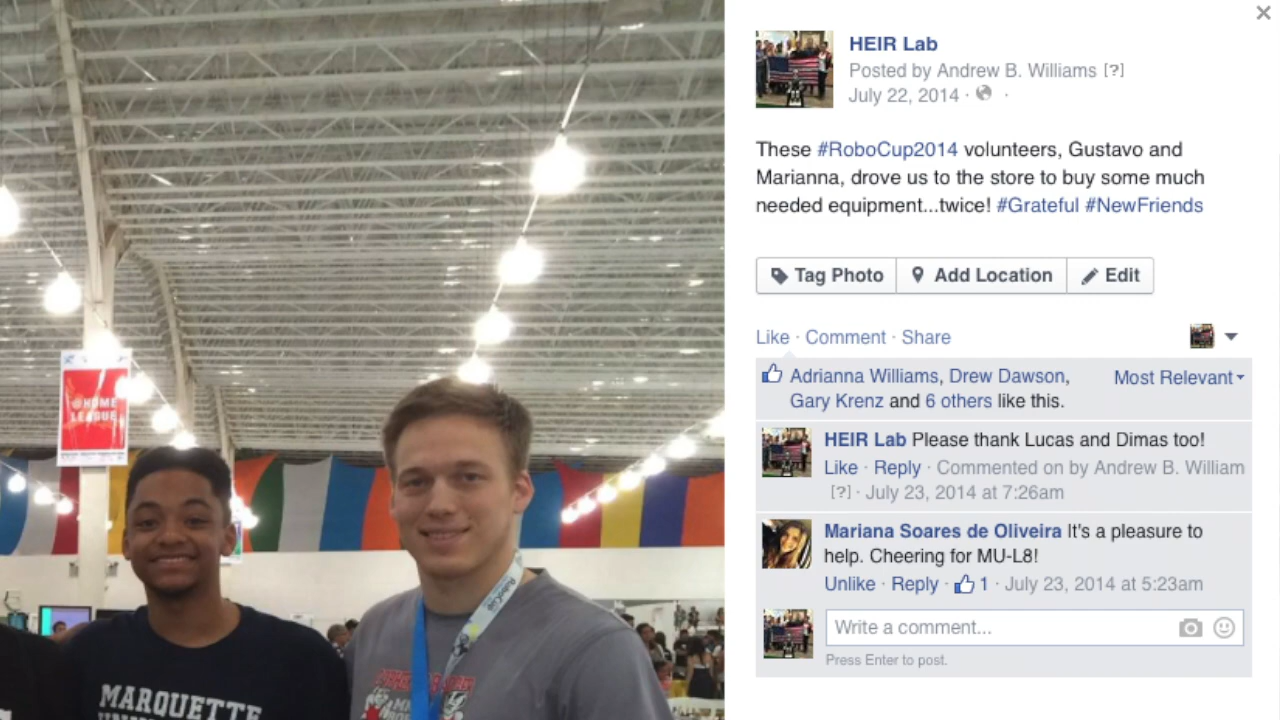 @HOME
LEAGUE
MARQUETTE
RoboCup
HEIR Lab
Posted by Andrew B. Williams [?]
July 22, 2014 ·
These #RoboCup2014 volunteers, Gustavo and
Marianna, drove us to the store to buy some much
needed equipment...twice! #Grateful #NewFriends
Tag Photo Add Location Edit
Like · Comment · Share
Adrianna Williams, Drew Dawson,
Gary Krenz and 6 others like this.
Most Relevant
HEIR Lab Please thank Lucas and Dimas too!
Like · Reply · Commented on by Andrew B. William
[?] · July 23, 2014 at 7:26am
Mariana Soares de Oliveira It's a pleasure to
help. Cheering for MU-L8!
Unlike · Reply · 1 · July 23, 2014 at 5:23am
Write a comment...
Press Enter to post.